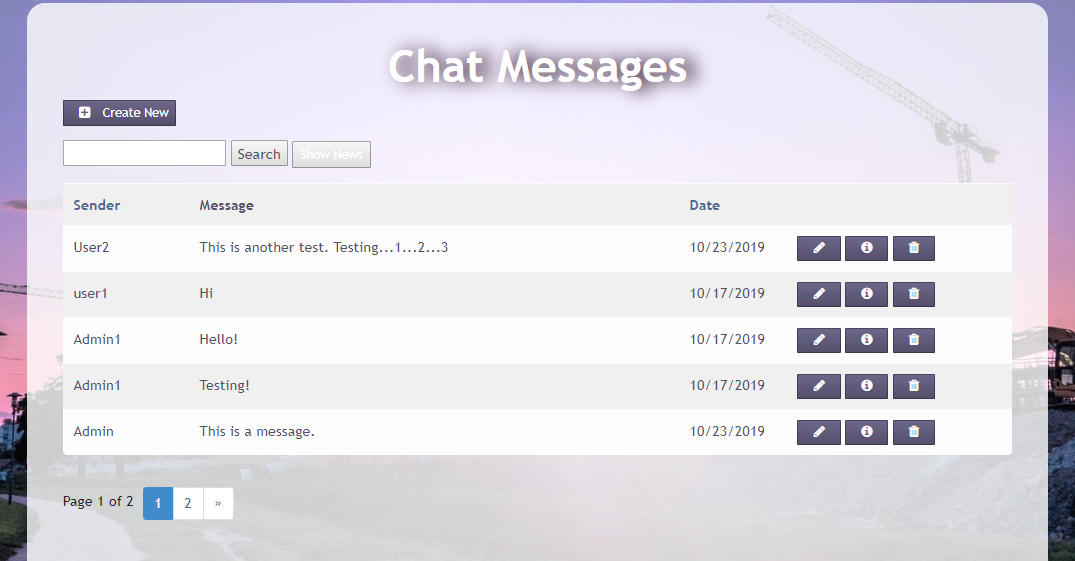 Chat Messages
Create New
Search Show News
Sender Message Date
User2 This is another test. Testing...1...2...3 10/23/2019
user1 Hi 10/17/2019
Admin1 Hello! 10/17/2019
Admin1 Testing! 10/17/2019
Admin This is a message. 10/23/2019
Page 1 of 2 1 2 »